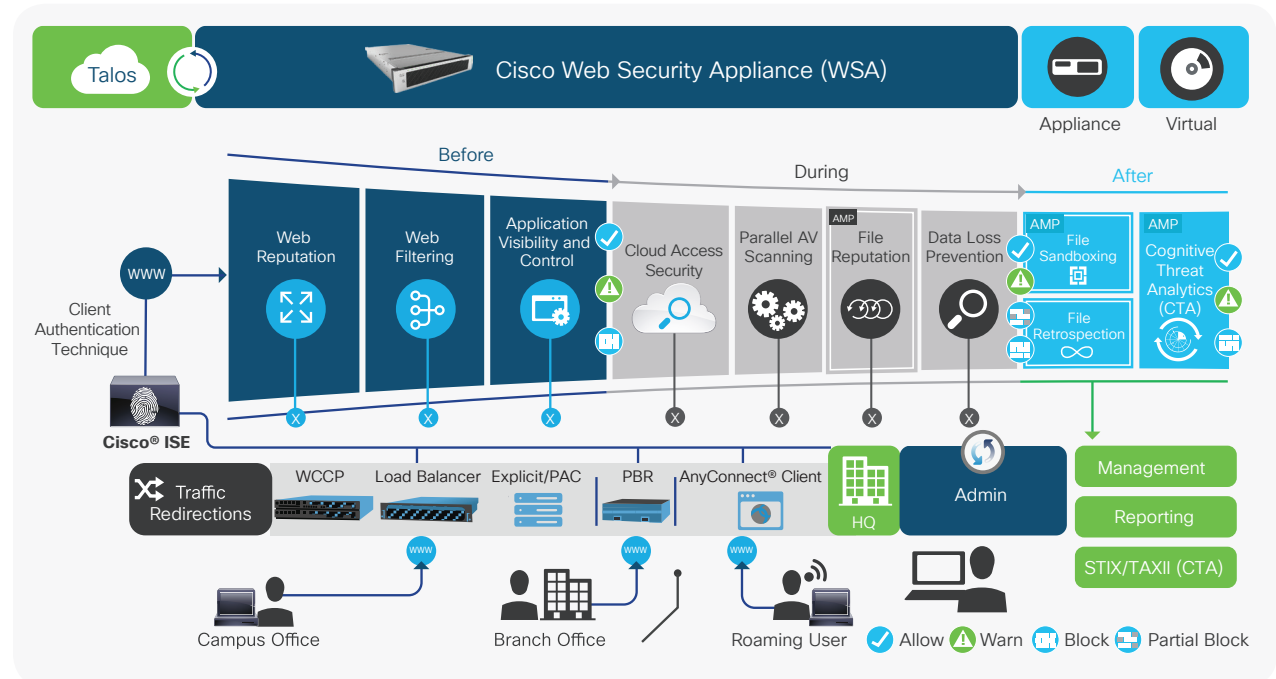 Talos
Cisco Web Security Appliance (WSA)
Appliance
Virtual
Before
During
After
www
Client
Authentication
Technique
Cisco® ISE
Web
Reputation
X
Web
Filtering
X
Application
Visibility and
Control
X
Cloud Access
Security
X
Parallel AV
Scanning
X
AMP
File
Reputation
X
Data Loss
Prevention
X
AMP
File
Sandboxing
File
Retrospection
AMP
Cognitive
Threat
Analytics
(CTA)
Traffic
Redirections
WCCP
Load Balancer
Explicit/PAC
PBR
AnyConnect® Client
HQ
Admin
Management
Reporting
STIX/TAXII (CTA)
www
www
www
Campus Office
Branch Office
Roaming User
Allow
Warn
Block
Partial Block